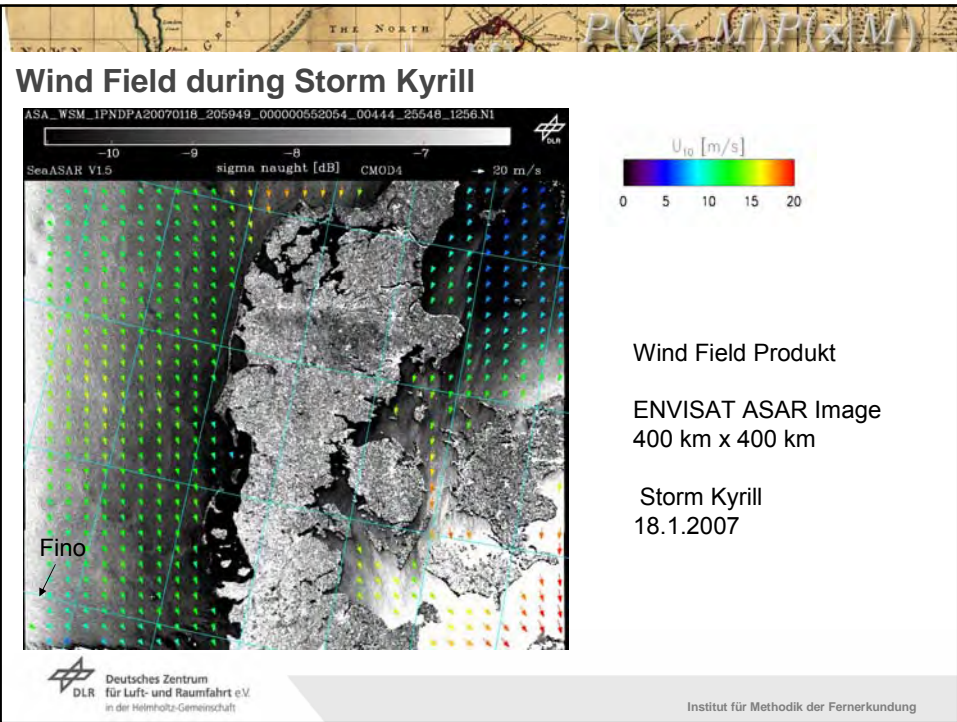 THE NORTH
P(y|x,M)P(x|M)
Wind Field during Storm Kyrill
ASA_WSM_1PNDPA20070118_205949_000000552054_00444_25548_1256.N1
DLR
-10 -9 -8 -7
SeaASAR V1.5 sigma naught [dB] CMOD4 → 20 m/s
U10 [m/s]
0 5 10 15 20
Wind Field Produkt
ENVISAT ASAR Image
400 km x 400 km
Storm Kyrill
18.1.2007
Fino
DLR
Deutsches Zentrum
für Luft- und Raumfahrt e.V.
in der Helmholtz-Gemeinschaft
Institut für Methodik der Fernerkundung